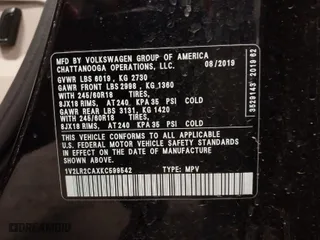 MFD. BY VOLKSWAGEN GROUP OF AMERICA
CHATTANOOGA OPERATIONS, LLC. 08/2019
GVWR LBS 6019 , KG 2730
GAWR FRONT LBS 2998 , KG 1360
WITH 245/60R18
8JX18 RIMS, AT 240 KPA 35 PSI COLD
GAWR REAR LBS 3131, KG 1420
WITH 245/60R18
8JX18 RIMS, AT 240 KPA 35 PSI COLD
THIS VEHICLE CONFORMS TO ALL APPLICABLE
U.S. FEDERAL MOTOR VEHICLE SAFETY
STANDARDS IN EFFECT ON THE DATE OF
MANUFACTURE SHOWN ABOVE.
1V2LR2CAXKC599542 TYPE: MPV